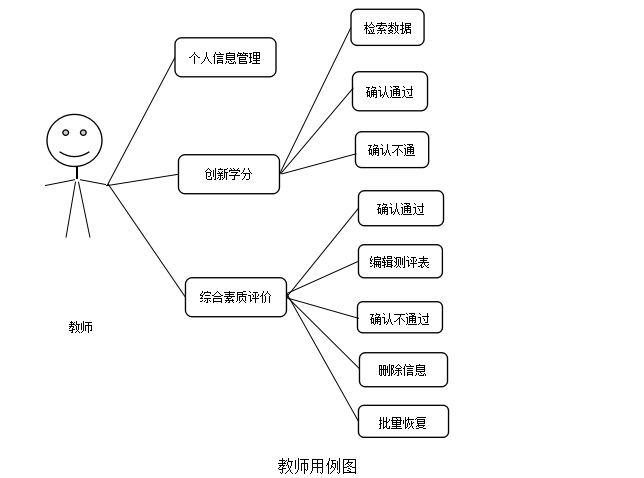 检索数据
个人信息管理
确认通过
确认不通
创新学分
确认通过
编辑测评表
综合素质评价
确认不通过
教师
删除信息
批量恢复
教师用例图